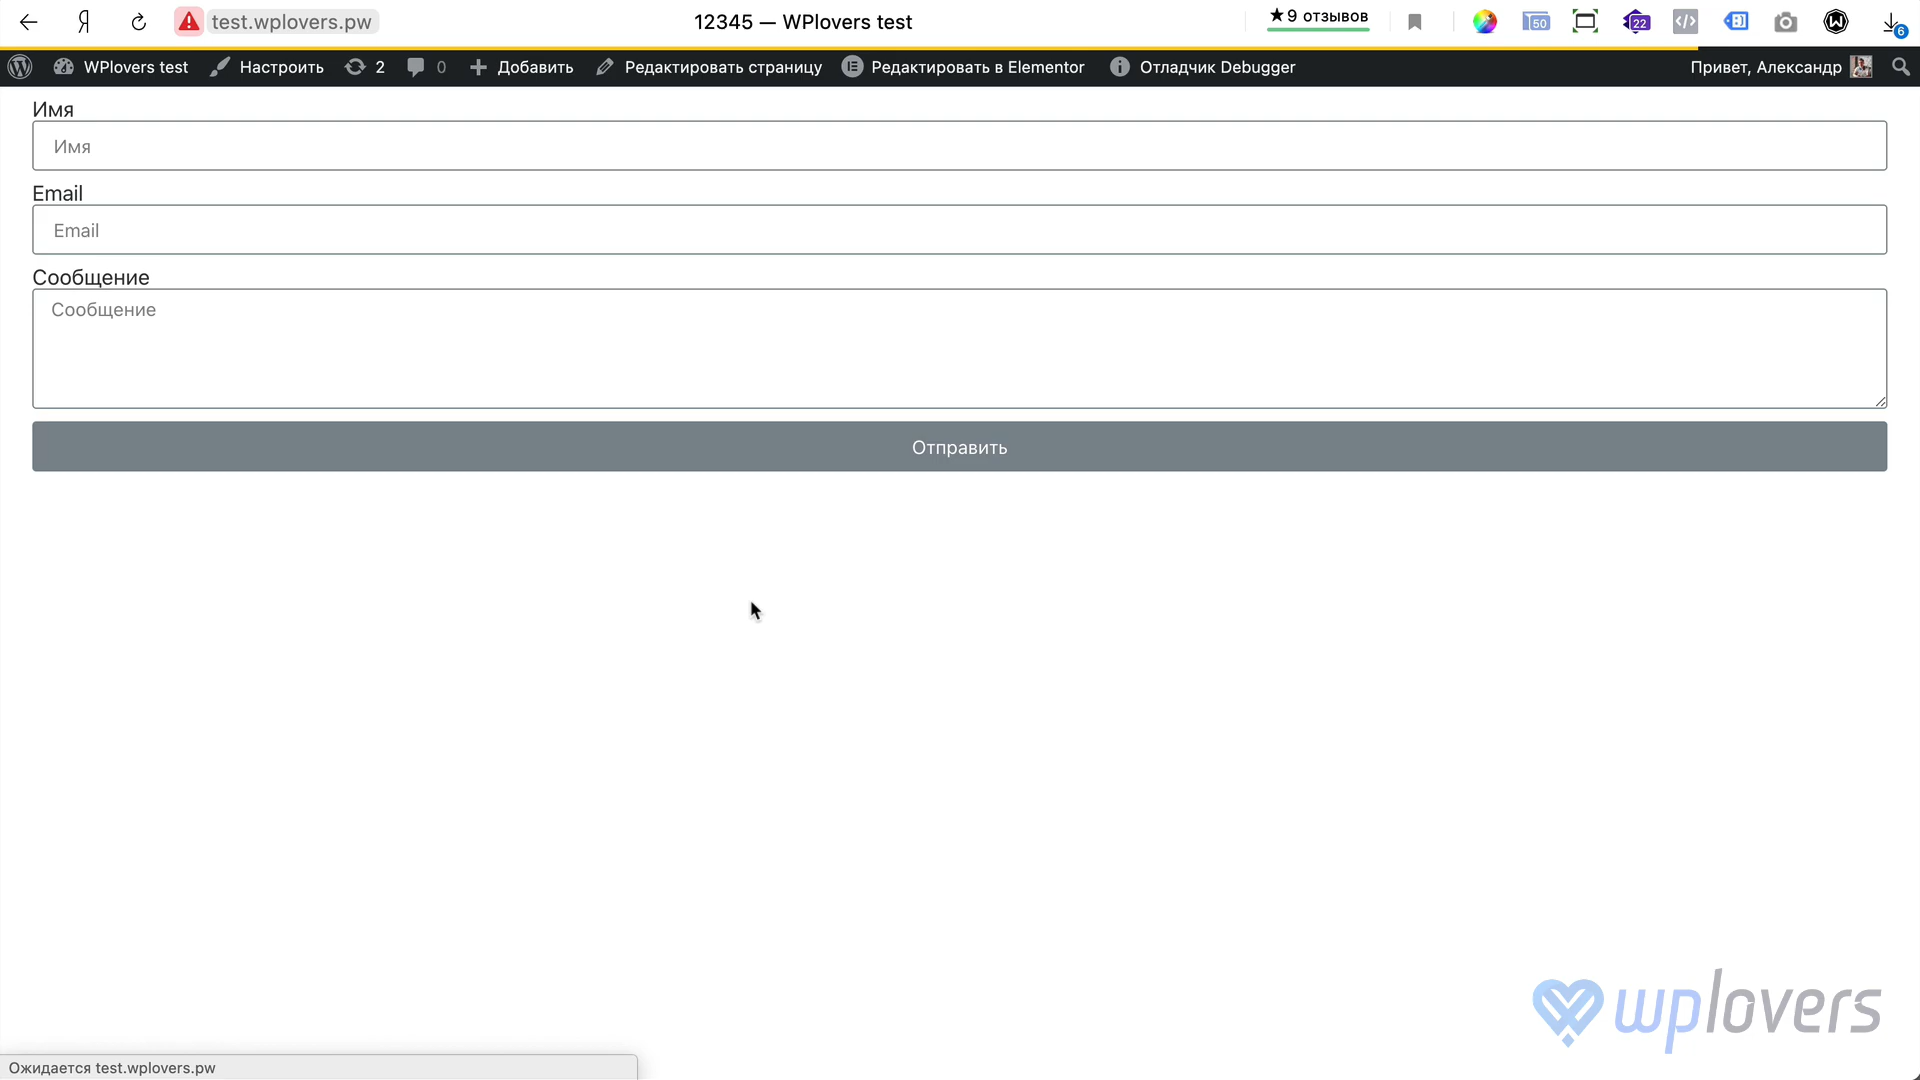 Я
test.wplovers.pw
12345 — WPlovers test
★9 отзывов
50
22
6
WPlovers test
Настроить
2
0
Добавить
Редактировать страницу
Редактировать в Elementor
Отладчик Debugger
Привет, Александр
Имя
Имя
Email
Email
Сообщение
Сообщение
Отправить
wplovers
Ожидается test.wplovers.pw